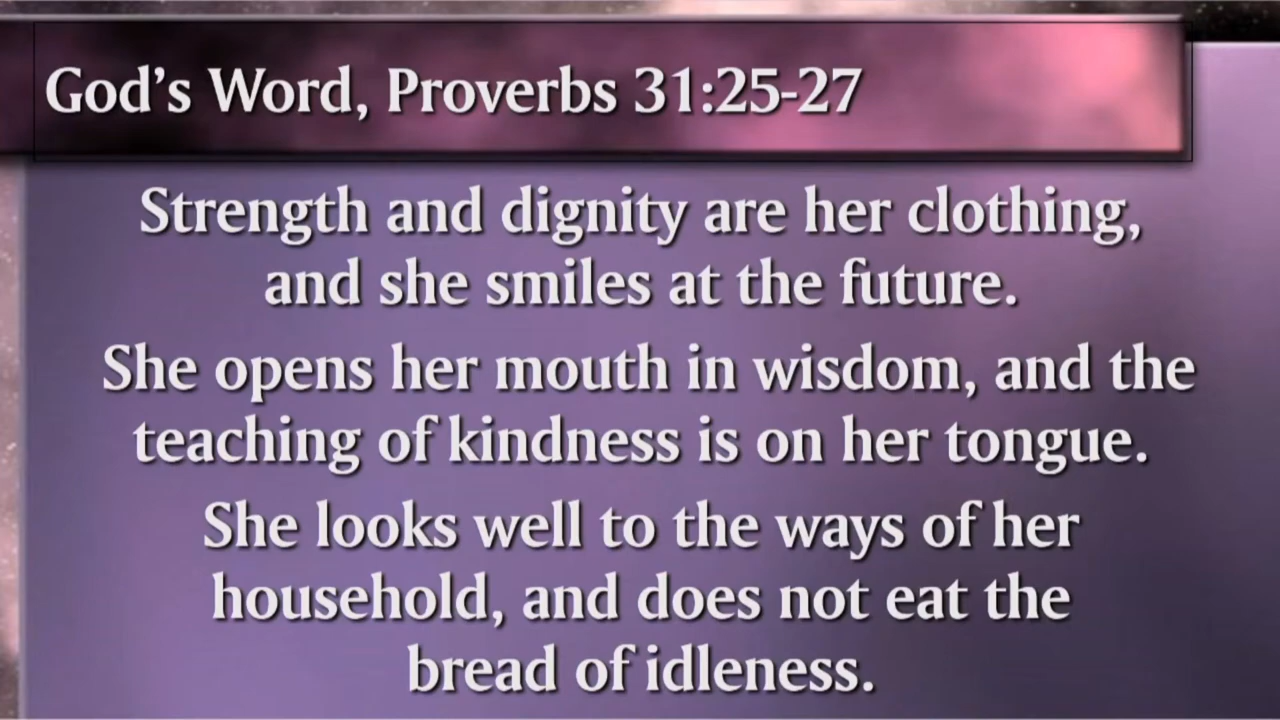 God’s Word, Proverbs 31:25-27
Strength and dignity are her clothing,
and she smiles at the future.
She opens her mouth in wisdom, and the
teaching of kindness is on her tongue.
She looks well to the ways of her
household, and does not eat the
bread of idleness.